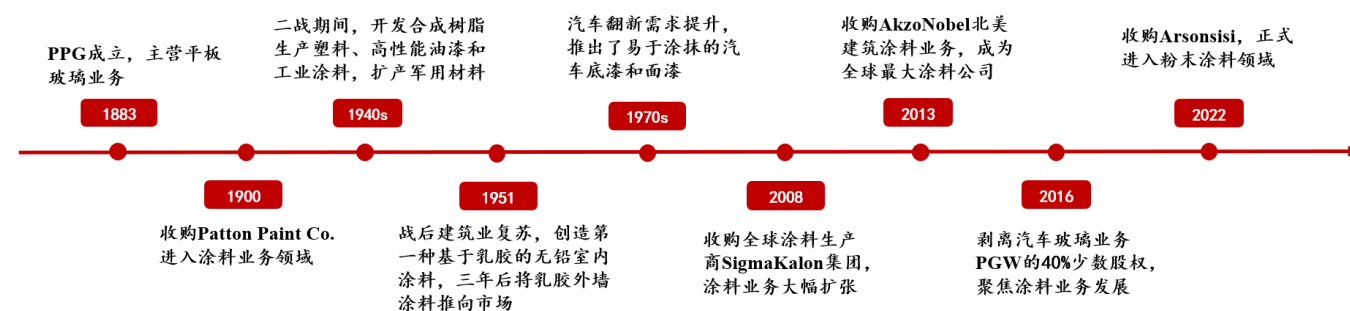 PPG成立，主营平板
玻璃业务
1883
收购Patton Paint Co.
进入涂料业务领域
1900
二战期间，开发合成树脂
生产塑料、高性能油漆和
工业涂料，扩产军用材料
1940s
战后建筑业复苏，创造第
一种基于乳胶的无铅室内
涂料，三年后将乳胶外墙
涂料推向市场
1951
汽车翻新需求提升，
推出了易于涂抹的汽
车底漆和面漆
1970s
收购全球涂料生产
商SigmaKalon集团，
涂料业务大幅扩张
2008
收购AkzoNobel北美
建筑涂料业务，成为
全球最大涂料公司
2013
剥离汽车玻璃业务
PGW的40%少数股权，
聚焦涂料业务发展
2016
收购Arsonsisi，正式
进入粉末涂料领域
2022